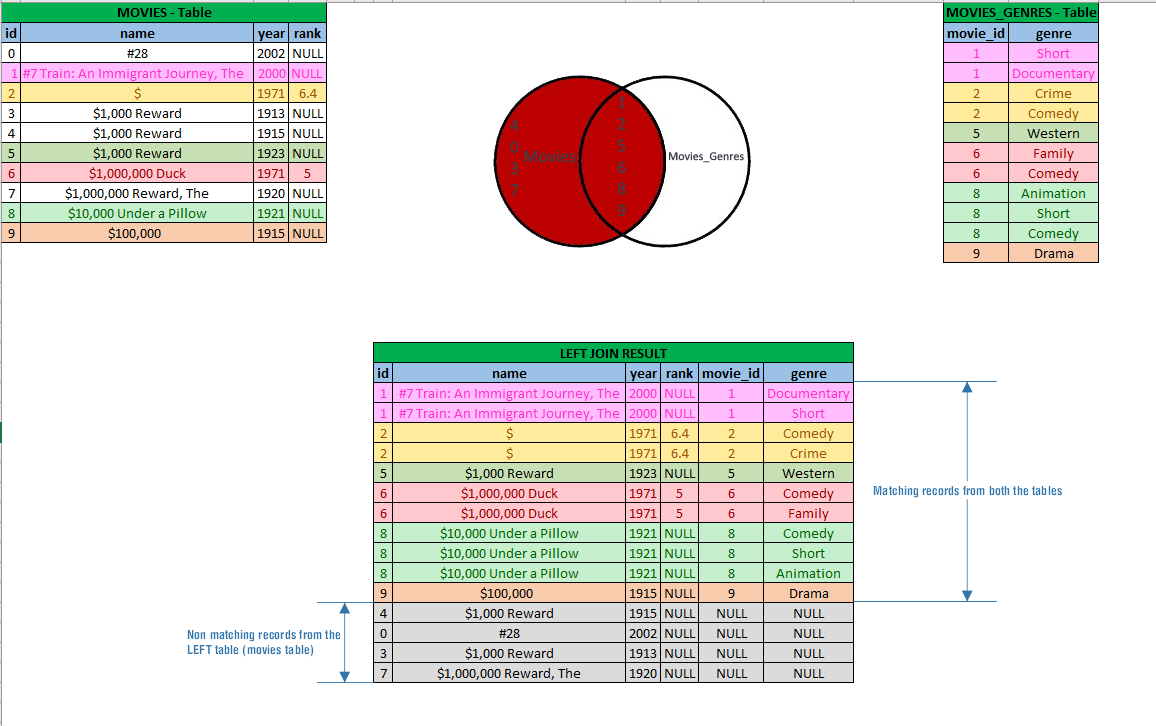 MOVIES - Table
id name year rank
0 #28 2002 NULL
1 #7 Train: An Immigrant Journey, The 2000 NULL
2 $ 1971 6.4
3 $1,000 Reward 1913 NULL
4 $1,000 Reward 1915 NULL
5 $1,000 Reward 1923 NULL
6 $1,000,000 Duck 1971 5
7 $1,000,000 Reward, The 1920 NULL
8 $10,000 Under a Pillow 1921 NULL
9 $100,000 1915 NULL
4
0
3
7
Movies
1
2
5
6
8
9
Movies_Genres
MOVIES_GENRES - Table
movie_id genre
1 Short
1 Documentary
2 Crime
2 Comedy
5 Western
6 Family
6 Comedy
8 Animation
8 Short
8 Comedy
9 Drama
LEFT JOIN RESULT
id name year rank movie_id genre
1 #7 Train: An Immigrant Journey, The 2000 NULL 1 Documentary
1 #7 Train: An Immigrant Journey, The 2000 NULL 1 Short
2 $ 1971 6.4 2 Comedy
2 $ 1971 6.4 2 Crime
5 $1,000 Reward 1923 NULL 5 Western
6 $1,000,000 Duck 1971 5 6 Comedy
6 $1,000,000 Duck 1971 5 6 Family
8 $10,000 Under a Pillow 1921 NULL 8 Comedy
8 $10,000 Under a Pillow 1921 NULL 8 Short
8 $10,000 Under a Pillow 1921 NULL 8 Animation
9 $100,000 1915 NULL 9 Drama
4 $1,000 Reward 1915 NULL NULL NULL
0 #28 2002 NULL NULL NULL
3 $1,000 Reward 1913 NULL NULL NULL
7 $1,000,000 Reward, The 1920 NULL NULL NULL
Matching records from both the tables
Non matching records from the
LEFT table (movies table)